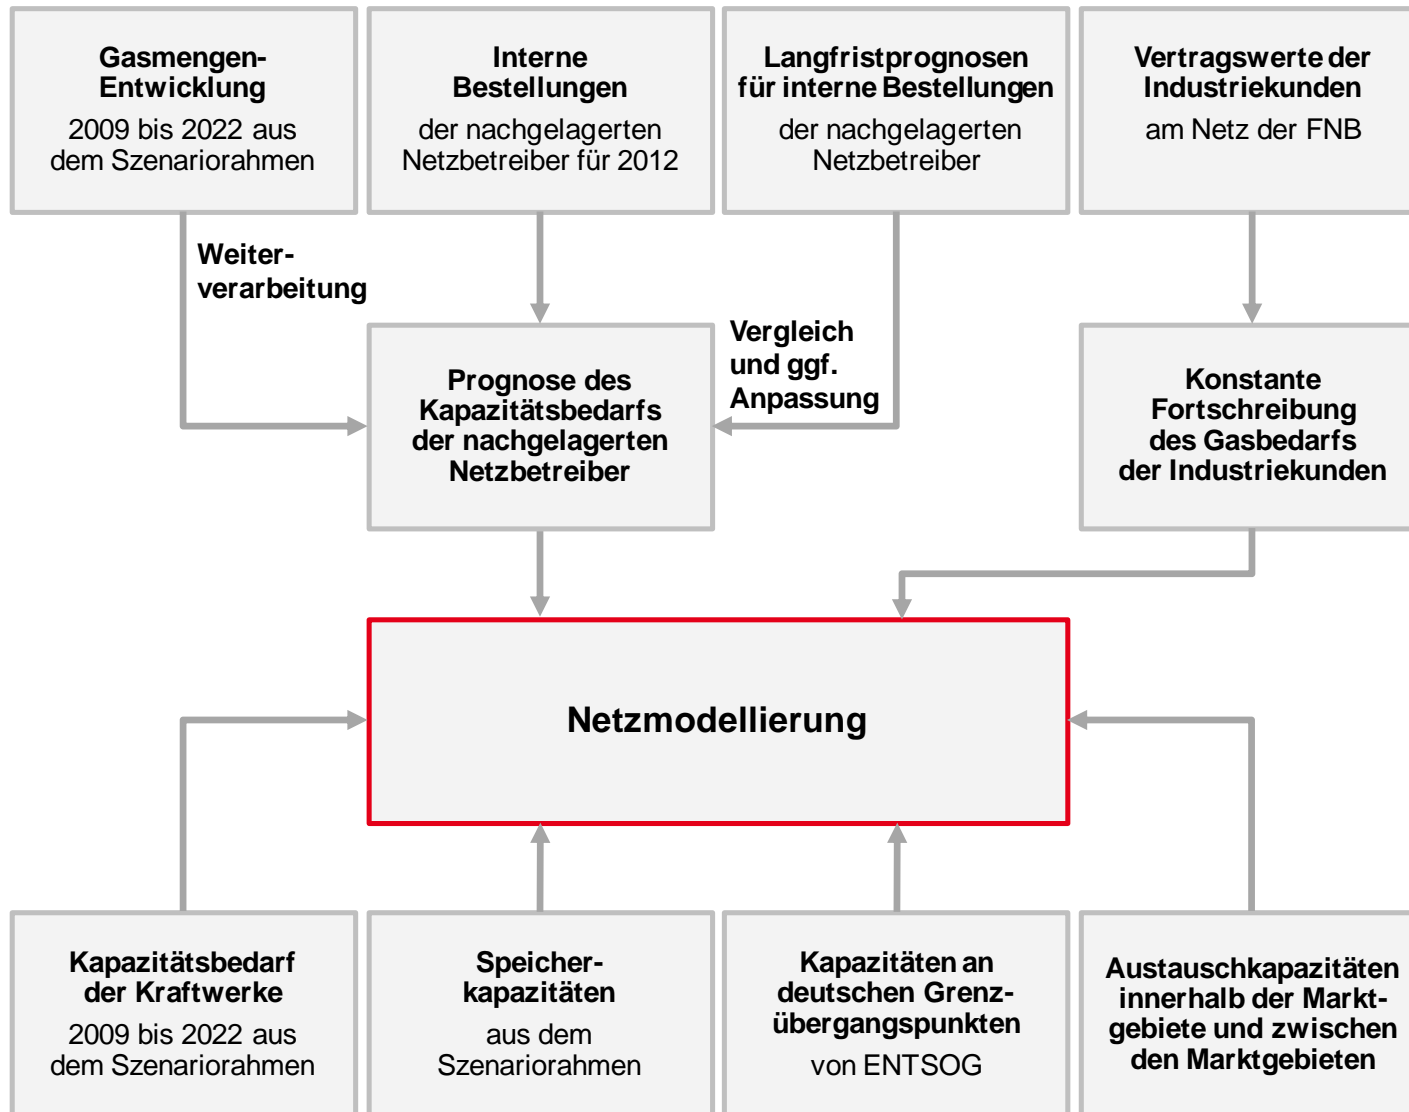 Gasmengen-
Entwicklung
2009 bis 2022 aus
dem Szenariorahmen
Interne
Bestellungen
der nachgelagerten
Netzbetreiber für 2012
Langfristprognosen
für interne Bestellungen
der nachgelagerten
Netzbetreiber
Vertragswerte der
Industriekunden
am Netz der FNB
Weiter-
verarbeitung
Vergleich
und ggf.
Anpassung
Prognose des
Kapazitätsbedarfs
der nachgelagerten
Netzbetreiber
Konstante
Fortschreibung
des Gasbedarfs
der Industriekunden
Netzmodellierung
Kapazitätsbedarf
der Kraftwerke
2009 bis 2022 aus
dem Szenariorahmen
Speicher-
kapazitäten
aus dem
Szenariorahmen
Kapazitäten an
deutschen Grenz-
übergangspunkten
von ENTSOG
Austauschkapazitäten
innerhalb der Markt-
gebiete und zwischen
den Marktgebieten